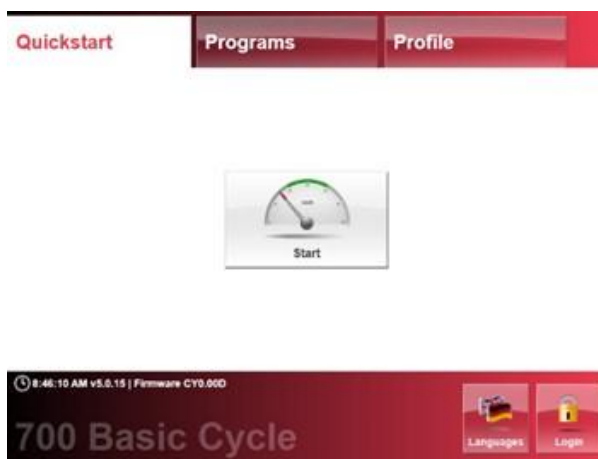 Quickstart
Programs
Profile
Start
8:46:10 AM v5.0.15 | Firmware CY0.00D
700 Basic Cycle
Languages
Login